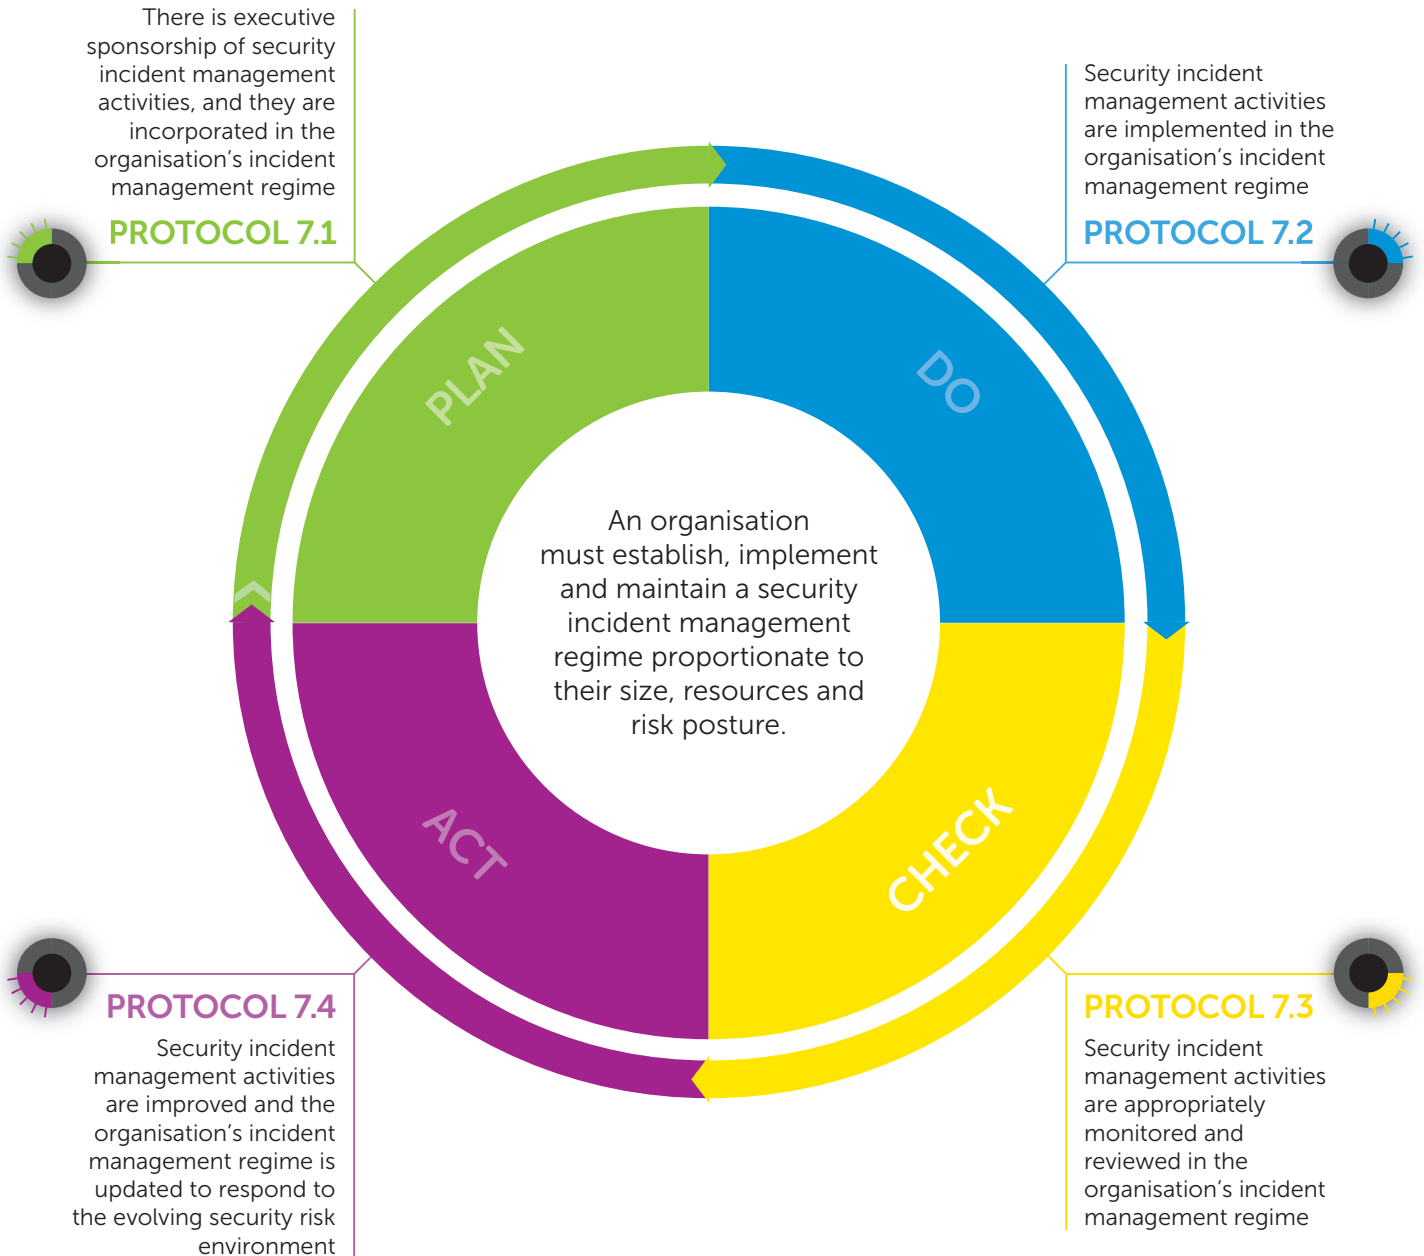 There is executive
sponsorship of security
incident management
activities, and they are
incorporated in the
organisation's incident
management regime
PROTOCOL 7.1
Security incident
management activities
are implemented in the
organisation's incident
management regime
PROTOCOL 7.2
PLAN
DO
An organisation
must establish, implement
and maintain a security
incident management
regime proportionate to
their size, resources and
risk posture.
ACT
CHECK
PROTOCOL 7.4
Security incident
management activities
are improved and the
organisation's incident
management regime is
updated to respond to
the evolving security risk
environment
PROTOCOL 7.3
Security incident
management activities
are appropriately
monitored and
reviewed in the
organisation's incident
management regime